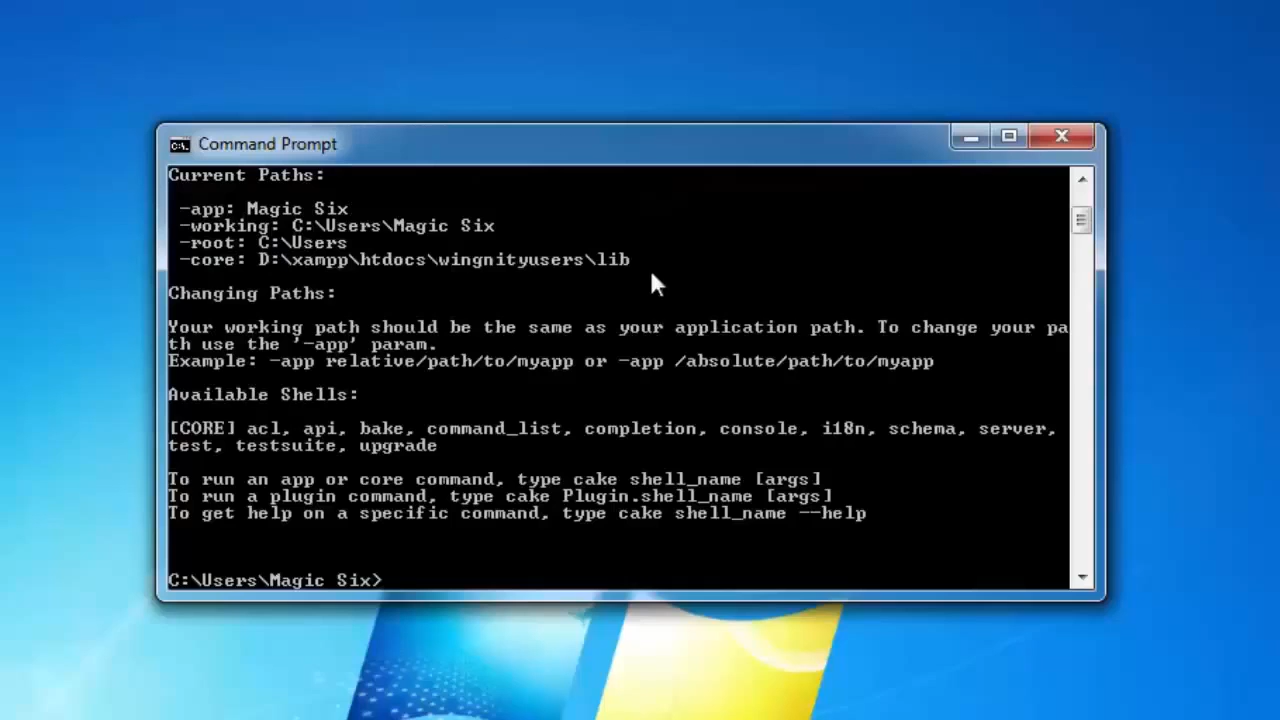 Command Prompt
Current Paths:
-app: Magic Six
-working: C:\Users\Magic Six
-root: C:\Users
-core: D:\xampp\htdocs\wingnityusers\lib
Changing Paths:
Your working path should be the same as your application path. To change your pa
th use the '-app' param.
Example: -app relative/path/to/myapp or -app /absolute/path/to/myapp
Available Shells:
[CORE] acl, api, bake, command_list, completion, console, i18n, schema, server,
test, testsuite, upgrade
To run an app or core command, type cake shell_name [args]
To run a plugin command, type cake Plugin.shell_name [args]
To get help on a specific command, type cake shell_name --help
C:\Users\Magic Six>